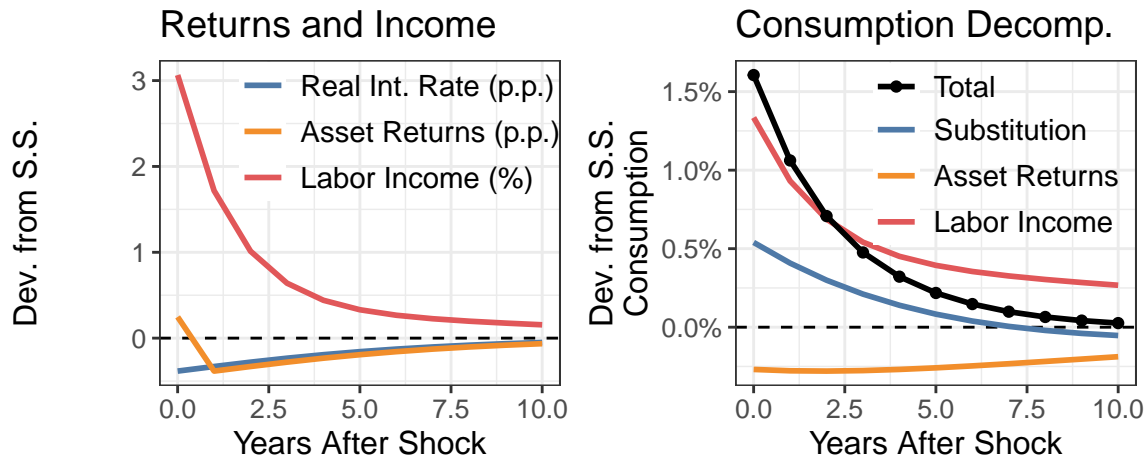 Returns and Income
Dev. from S.S.
3
2
1
0
Real Int. Rate (p.p.)
Asset Returns (p.p.)
Labor Income (%)
0.0
2.5
5.0
7.5
10.0
Years After Shock
Consumption Decomp.
Dev. from S.S.
Consumption
1.5%
1.0%
0.5%
0.0%
Total
Substitution
Asset Returns
Labor Income
0.0
2.5
5.0
7.5
10.0
Years After Shock